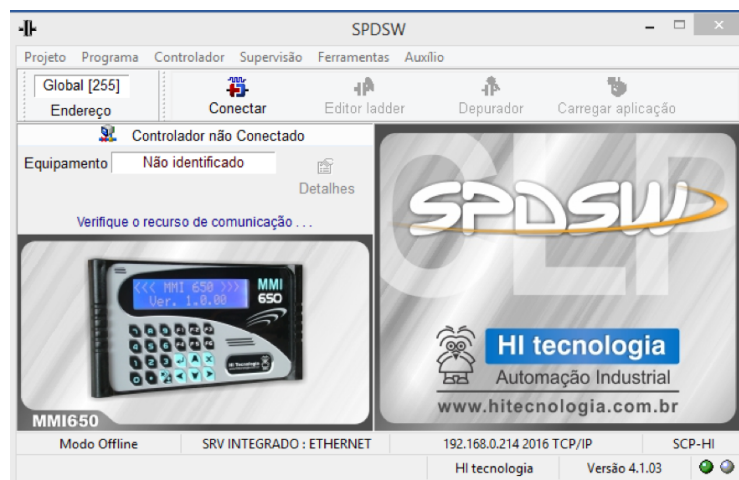 SPDSW
Projeto Programa Controlador Supervisão Ferramentas Auxílio
Global [255]
Endereço
Conectar
Editor ladder
Depurador
Carregar aplicação
Controlador não Conectado
Equipamento Não identificado
Detalhes
Verifique o recurso de comunicação . . .
CLP
SPDSW
<<< MMI 650 >>>
Ver. 1.0.00
MMI
650
MMI650
HI tecnologia
Automação Industrial
www.hitecnologia.com.br
Modo Offline SRV INTEGRADO : ETHERNET 192.168.0.214 2016 TCP/IP SCP-HI
HI tecnologia Versão 4.1.03